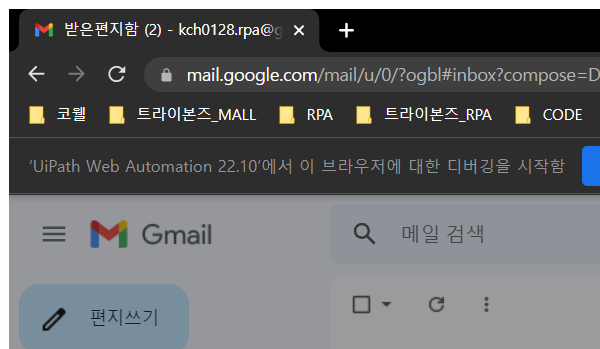 받은편지함 (2) - kch0128.rpa@g
mail.google.com/mail/u/0/?ogbl#inbox?compose=D
코웰 트라이본즈_MALL RPA 트라이본즈_RPA CODE
'UiPath Web Automation 22.10'에서 이 브라우저에 대한 디버깅을 시작함
Gmail 메일 검색
편지쓰기